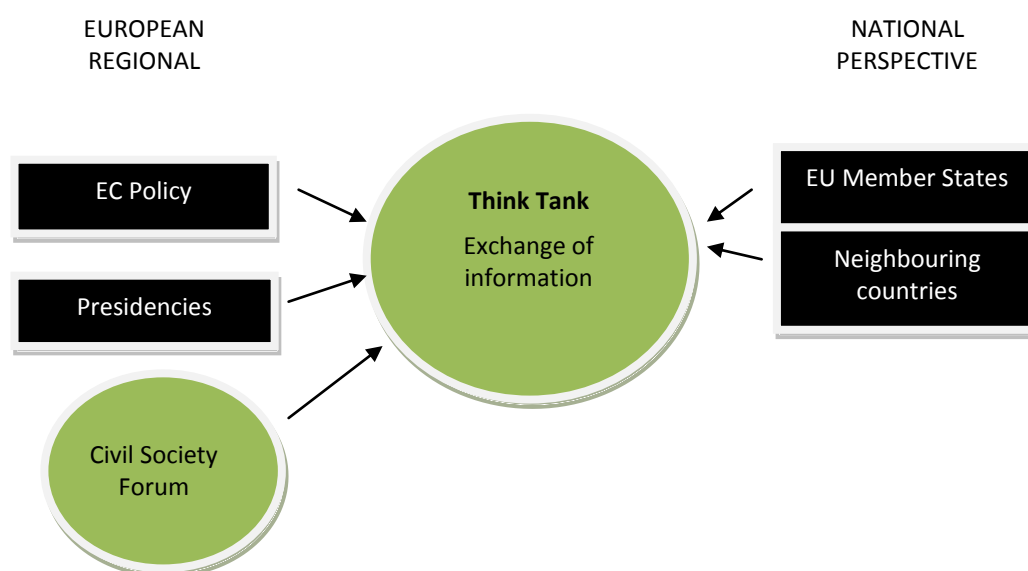 EUROPEAN
REGIONAL
NATIONAL
PERSPECTIVE
EC Policy
Presidencies
Civil Society
Forum
Think Tank
Exchange of
information
EU Member States
Neighbouring
countries